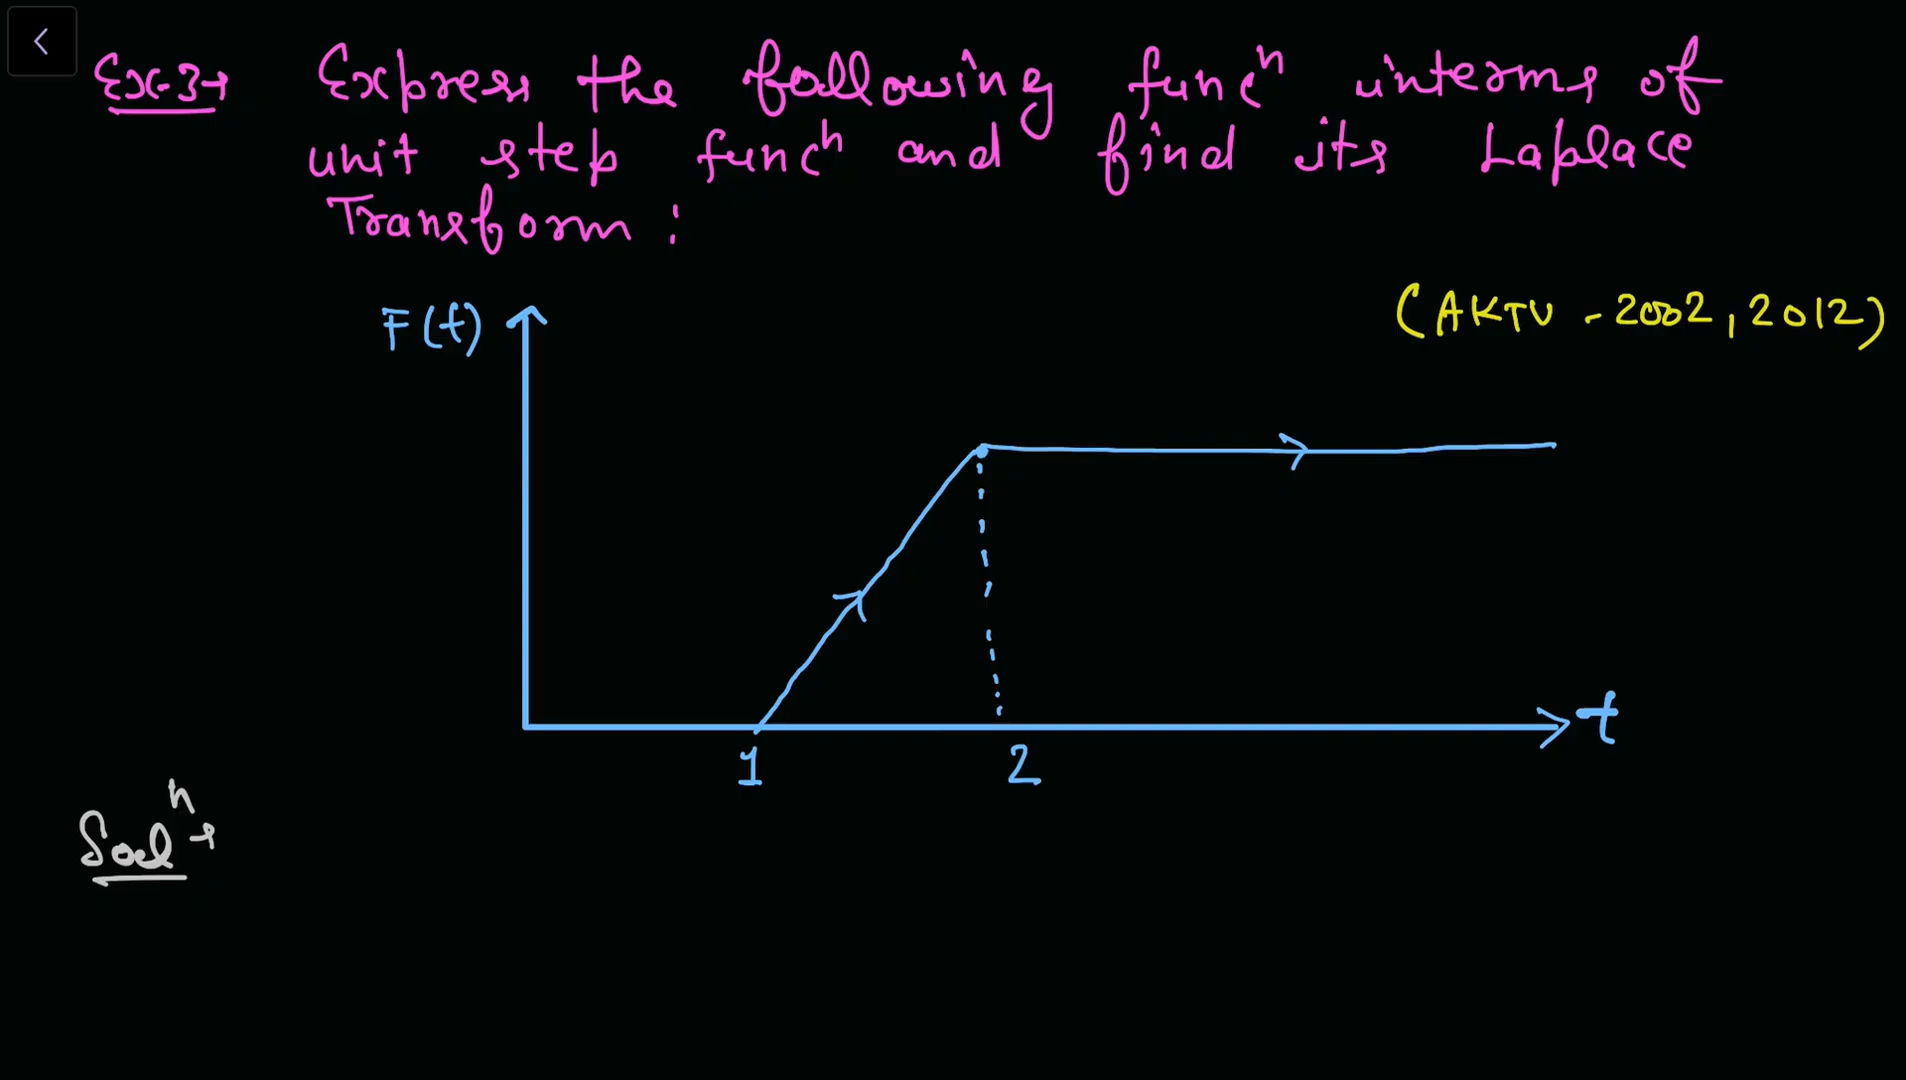 Ex-3→ Express the following funcⁿ interms of
unit step funcʰ and find its Laplace
Transform :
(AKTU - 2002, 2012)
F(t)
t
1 2
Solⁿ→